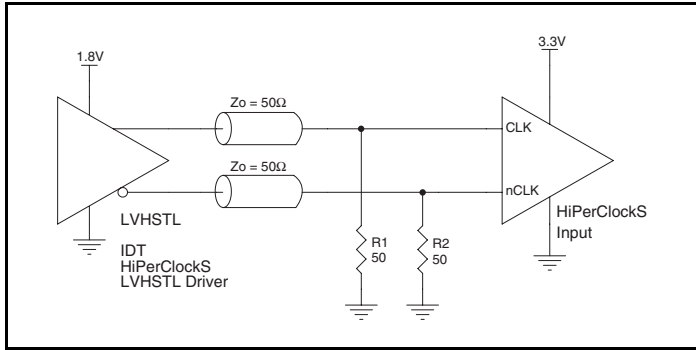 1.8V
3.3V
Zo = 50Ω
CLK
Zo = 50Ω
nCLK
LVHSTL
IDT
HiPerClockS
LVHSTL Driver
R1
50
R2
50
HiPerClockS
Input